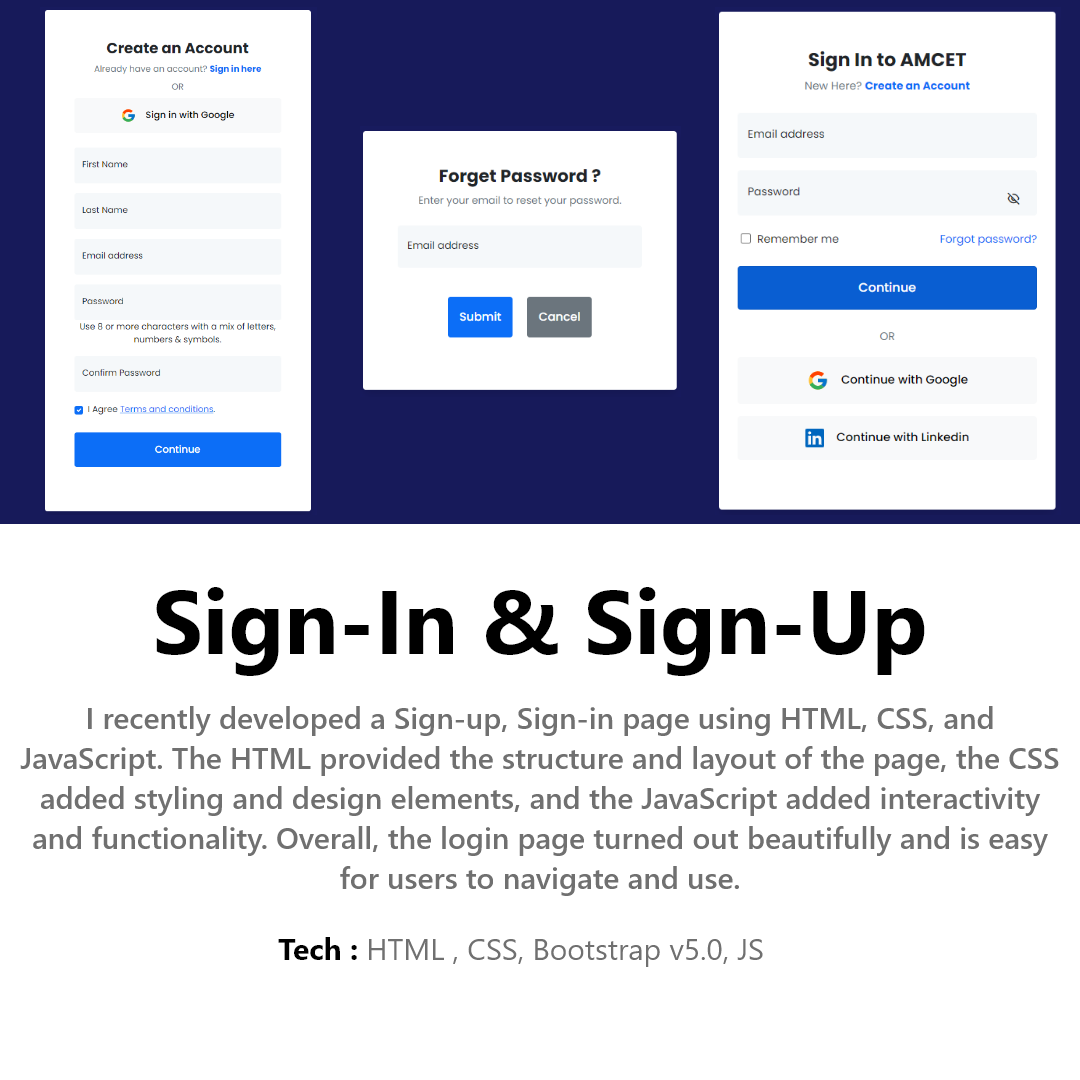 Create an Account
Already have an account? Sign in here
OR
Sign in with Google
First Name
Last Name
Email address
Password
Use 8 or more characters with a mix of letters,
numbers & symbols.
Confirm Password
I Agree Terms and conditions.
Continue
Forget Password ?
Enter your email to reset your password.
Email address
Submit
Cancel
Sign In to AMCET
New Here? Create an Account
Email address
Password
Remember me
Forgot password?
Continue
OR
Continue with Google
in
Continue with Linkedin
Sign-In & Sign-Up
I recently developed a Sign-up, Sign-in page using HTML, CSS, and
JavaScript. The HTML provided the structure and layout of the page, the CSS
added styling and design elements, and the JavaScript added interactivity
and functionality. Overall, the login page turned out beautifully and is easy
for users to navigate and use.
Tech : HTML , CSS, Bootstrap v5.0, JS